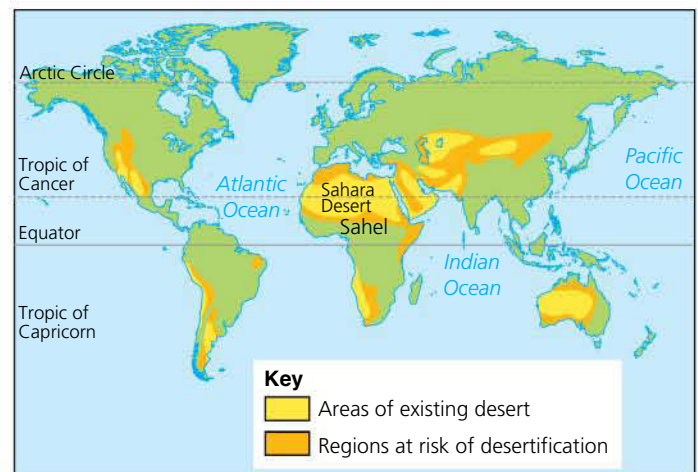 Arctic Circle
Tropic of
Cancer
Atlantic
Ocean
Sahara
Desert
Sahel
Pacific
Ocean
Equator
Indian
Ocean
Tropic of
Capricorn
Key
Areas of existing desert
Regions at risk of desertification